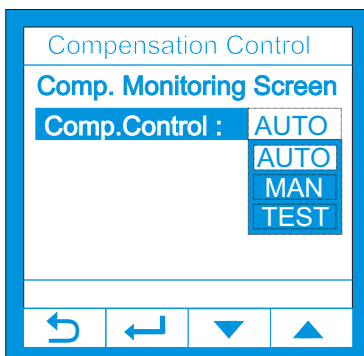 Compensation Control
Comp. Monitoring Screen
Comp.Control : AUTO
AUTO
MAN
TEST